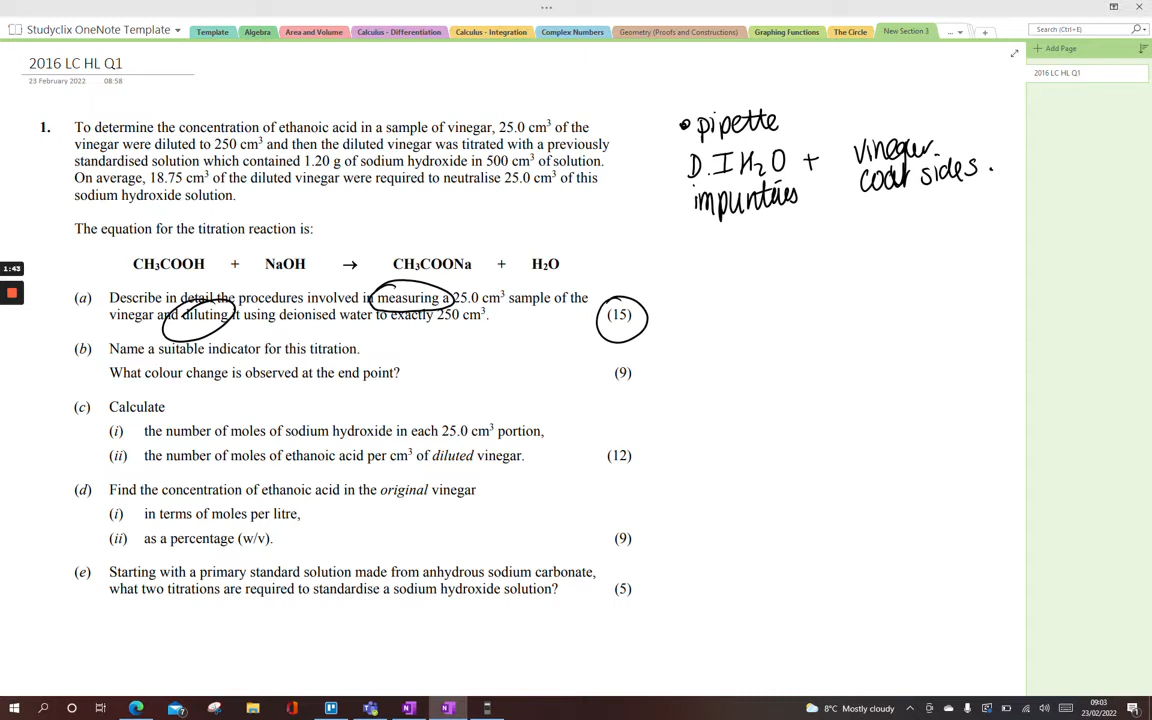 Studyclix OneNote Template
Template
Algebra
Area and Volume
Calculus - Differentiation
Calculus - Integration
Complex Numbers
Geometry (Proofs and Constructions)
Graphing Functions
The Circle
New Section 3
...
+
Search (Ctrl+E)
Add Page
2016 LC HL Q1
2016 LC HL Q1
23 February 2022 08:58
1. To determine the concentration of ethanoic acid in a sample of vinegar, 25.0 cm³ of the
vinegar were diluted to 250 cm³ and then the diluted vinegar was titrated with a previously
standardised solution which contained 1.20 g of sodium hydroxide in 500 cm³ of solution.
On average, 18.75 cm³ of the diluted vinegar were required to neutralise 25.0 cm³ of this
sodium hydroxide solution.
• pipette
D.I H₂O + vinegar.
impurities coat sides.
The equation for the titration reaction is:
CH₃COOH + NaOH → CH₃COONa + H₂O
1:43
(a) Describe in detail the procedures involved in measuring a 25.0 cm³ sample of the
vinegar and diluting it using deionised water to exactly 250 cm³. (15)
(b) Name a suitable indicator for this titration.
What colour change is observed at the end point? (9)
(c) Calculate
(i) the number of moles of sodium hydroxide in each 25.0 cm³ portion,
(ii) the number of moles of ethanoic acid per cm³ of diluted vinegar. (12)
(d) Find the concentration of ethanoic acid in the original vinegar
(i) in terms of moles per litre,
(ii) as a percentage (w/v). (9)
(e) Starting with a primary standard solution made from anhydrous sodium carbonate,
what two titrations are required to standardise a sodium hydroxide solution? (5)
8°C Mostly cloudy
09:03
23/02/2022